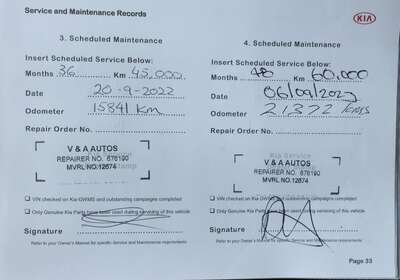 Service and Maintenance Records
KIA
3. Scheduled Maintenance
Insert Scheduled Service Below:
Months 36 Km 45,000
Date 20-9-2022
Odometer 15841 Km
Repair Order No.
V & A AUTOS
REPAIRER NO. 676190
MVRL NO:12674
VIN checked on Kia GWMS and outstanding campaigns completed
Only Genuine Kia Parts have been used during servicing of this vehicle
Signature
Refer to your Owner's Manual for specific Service and Maintenance requirements
4. Scheduled Maintenance
Insert Scheduled Service Below:
Months 48 Km 60,000
Date 06/09/2023
Odometer 21,372 KMS
Repair Order No.
Kia Service
V & A AUTOS
REPAIRER NO. 676190
MVRL NO:12674
VIN checked on Kia GWMS and outstanding campaigns completed
Only Genuine Kia Parts have been used during servicing of this vehicle
Signature
Refer to your Owner's Manual for specific Service and Maintenance requirements
Page 33